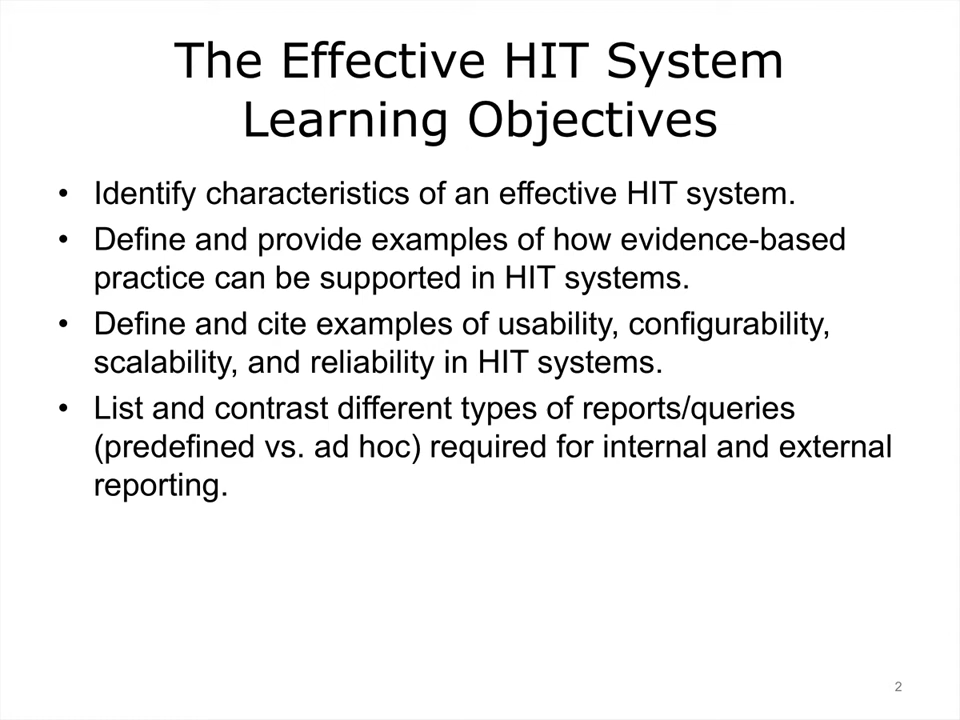 The Effective HIT System
Learning Objectives
• Identify characteristics of an effective HIT system.
• Define and provide examples of how evidence-based
practice can be supported in HIT systems.
• Define and cite examples of usability, configurability,
scalability, and reliability in HIT systems.
• List and contrast different types of reports/queries
(predefined vs. ad hoc) required for internal and external
reporting.
2